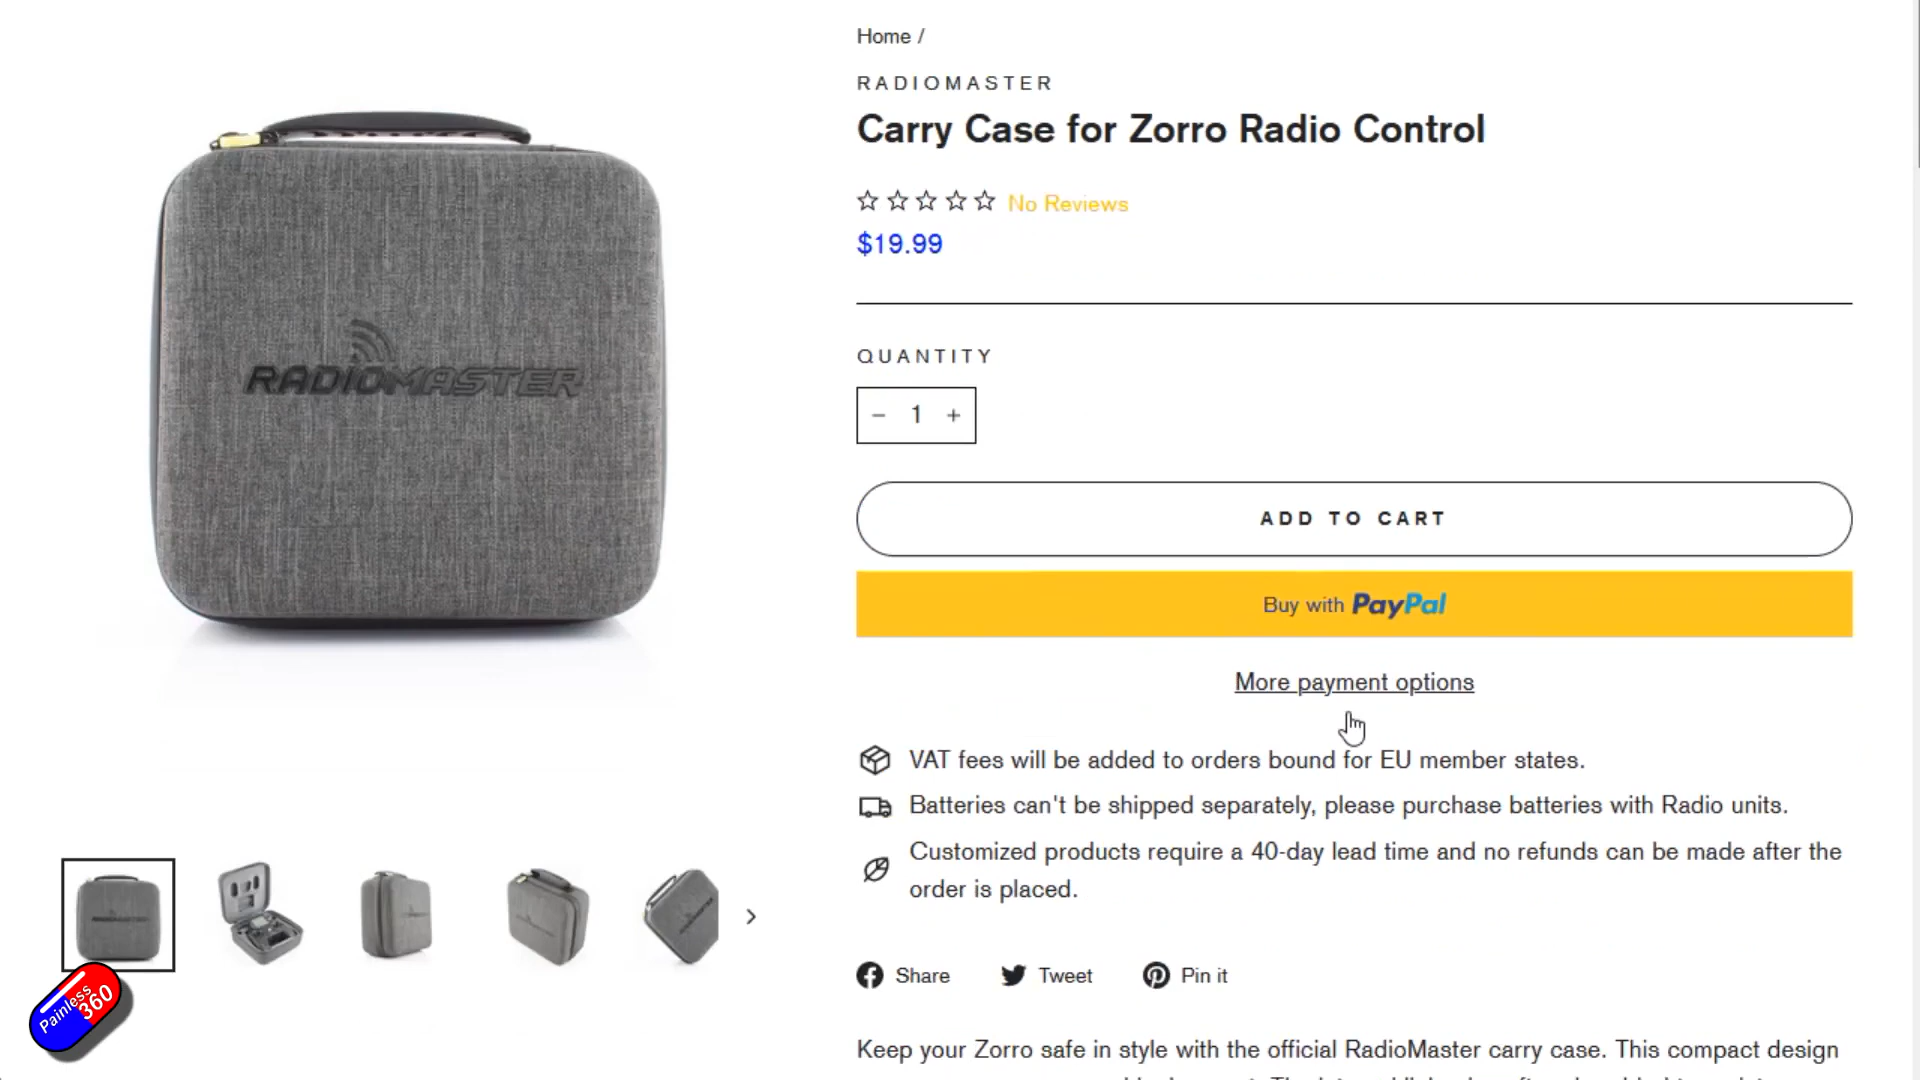 Home /
RADIOMASTER
Carry Case for Zorro Radio Control
No Reviews
$19.99
QUANTITY
− 1 +
ADD TO CART
Buy with PayPal
More payment options
VAT fees will be added to orders bound for EU member states.
Batteries can't be shipped separately, please purchase batteries with Radio units.
Customized products require a 40-day lead time and no refunds can be made after the
order is placed.
Share Tweet Pin it
Keep your Zorro safe in style with the official RadioMaster carry case. This compact design
RADIOMASTER
Painless
360